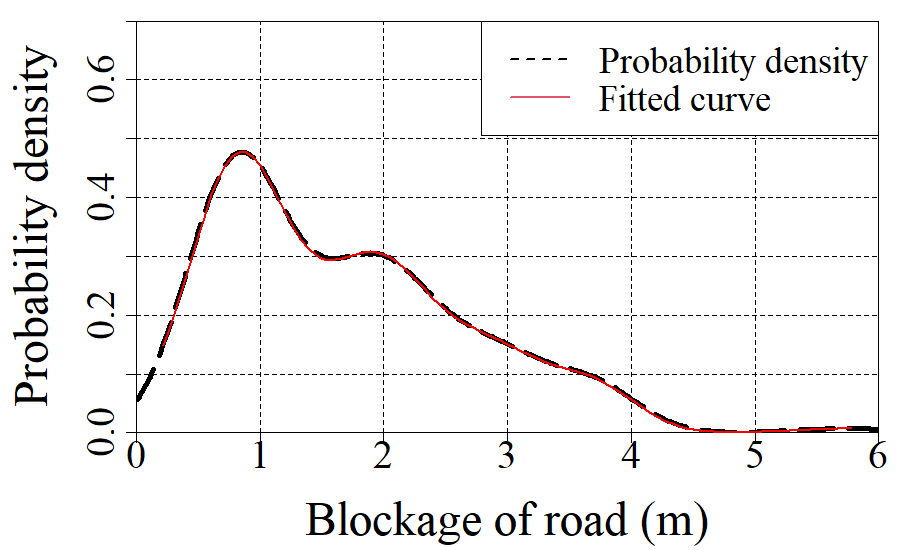 Probability density
Fitted curve
Probability density
0.0
0.2
0.4
0.6
0 1 2 3 4 5 6
Blockage of road (m)